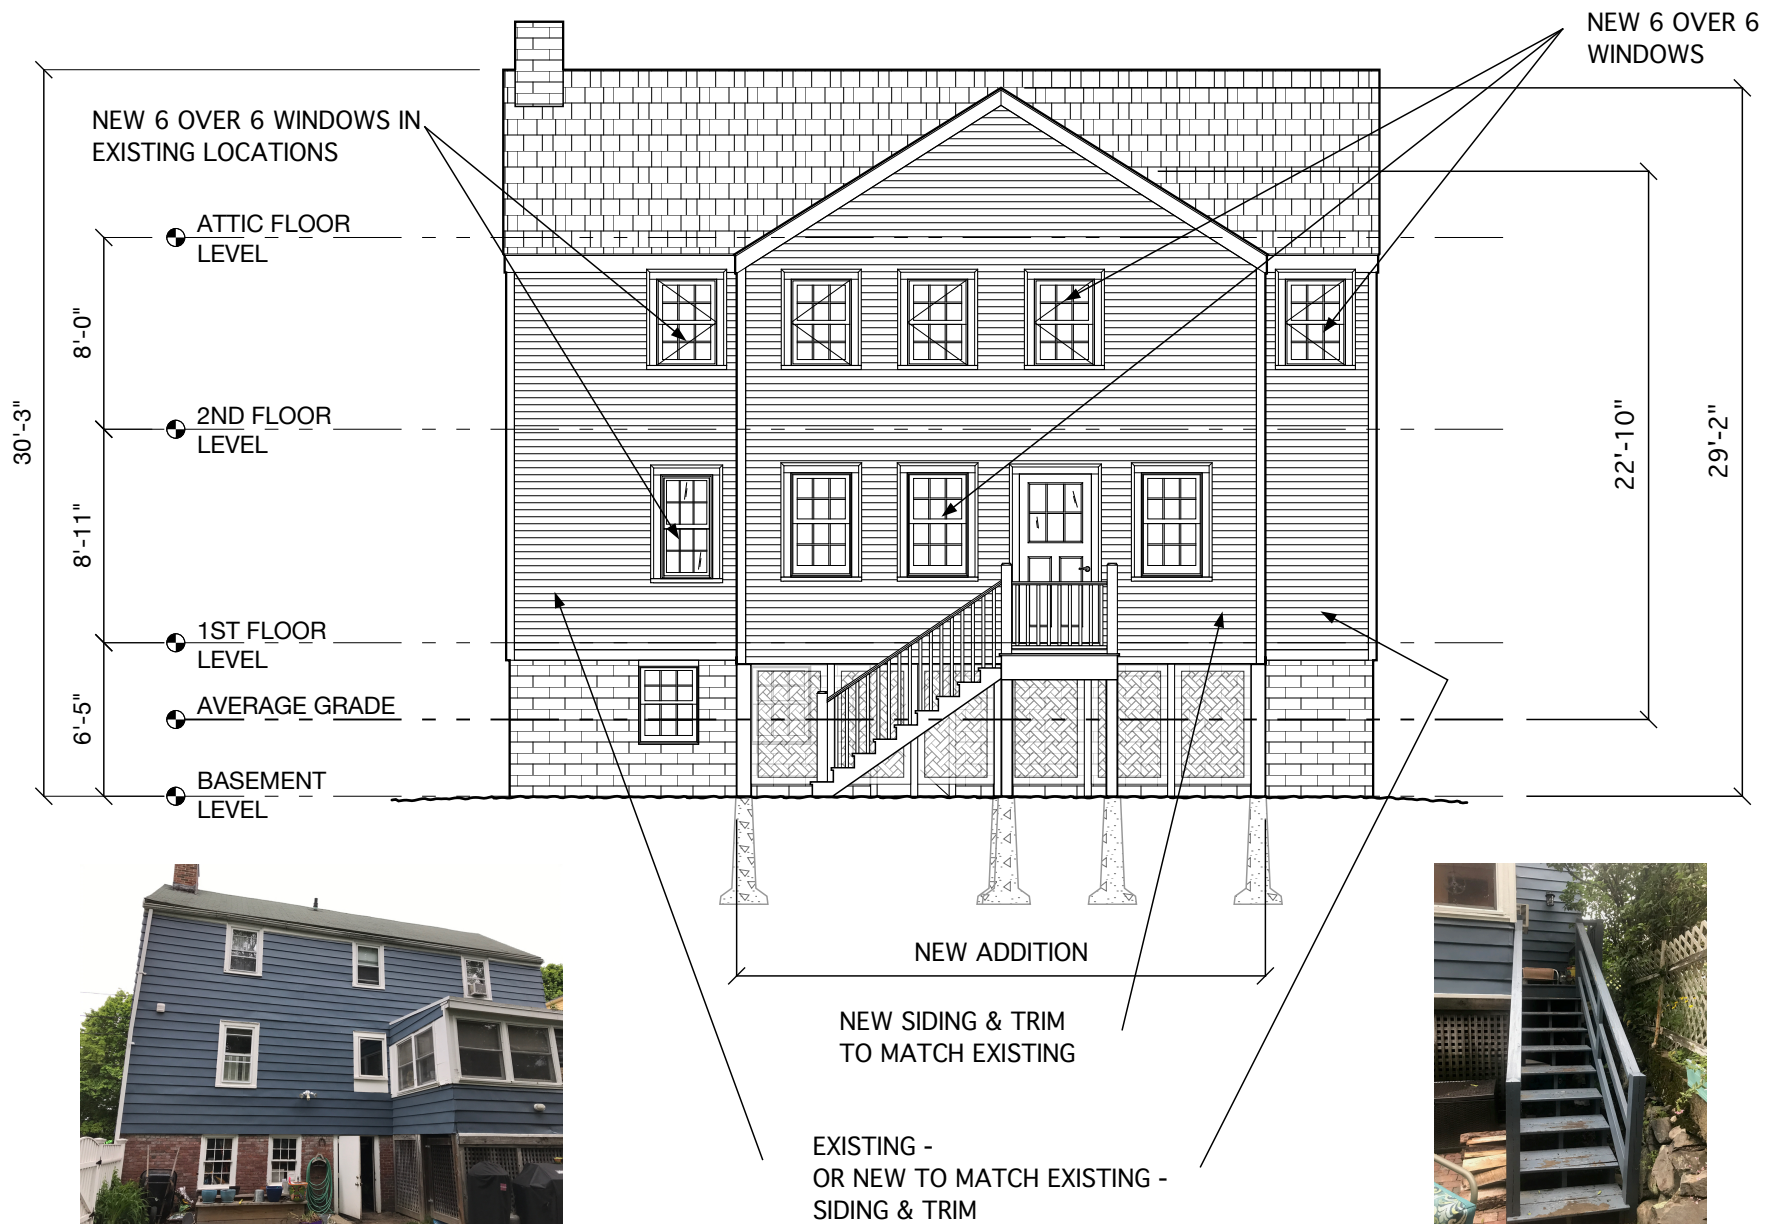 NEW 6 OVER 6
WINDOWS
NEW 6 OVER 6 WINDOWS IN
EXISTING LOCATIONS
ATTIC FLOOR
LEVEL
8'-0"
2ND FLOOR
LEVEL
30'-3"
22'-10"
29'-2"
8'-11"
1ST FLOOR
LEVEL
6'-5"
AVERAGE GRADE
BASEMENT
LEVEL
NEW ADDITION
NEW SIDING & TRIM
TO MATCH EXISTING
EXISTING -
OR NEW TO MATCH EXISTING -
SIDING & TRIM